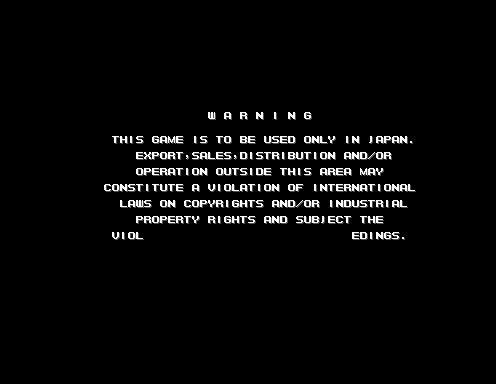 W A R N I N G
THIS GAME IS TO BE USED ONLY IN JAPAN.
EXPORT,SALES,DISTRIBUTION AND/OR
OPERATION OUTSIDE THIS AREA MAY
CONSTITUTE A VIOLATION OF INTERNATIONAL
LAWS ON COPYRIGHTS AND/OR INDUSTRIAL
PROPERTY RIGHTS AND SUBJECT THE
VIOL EDINGS.